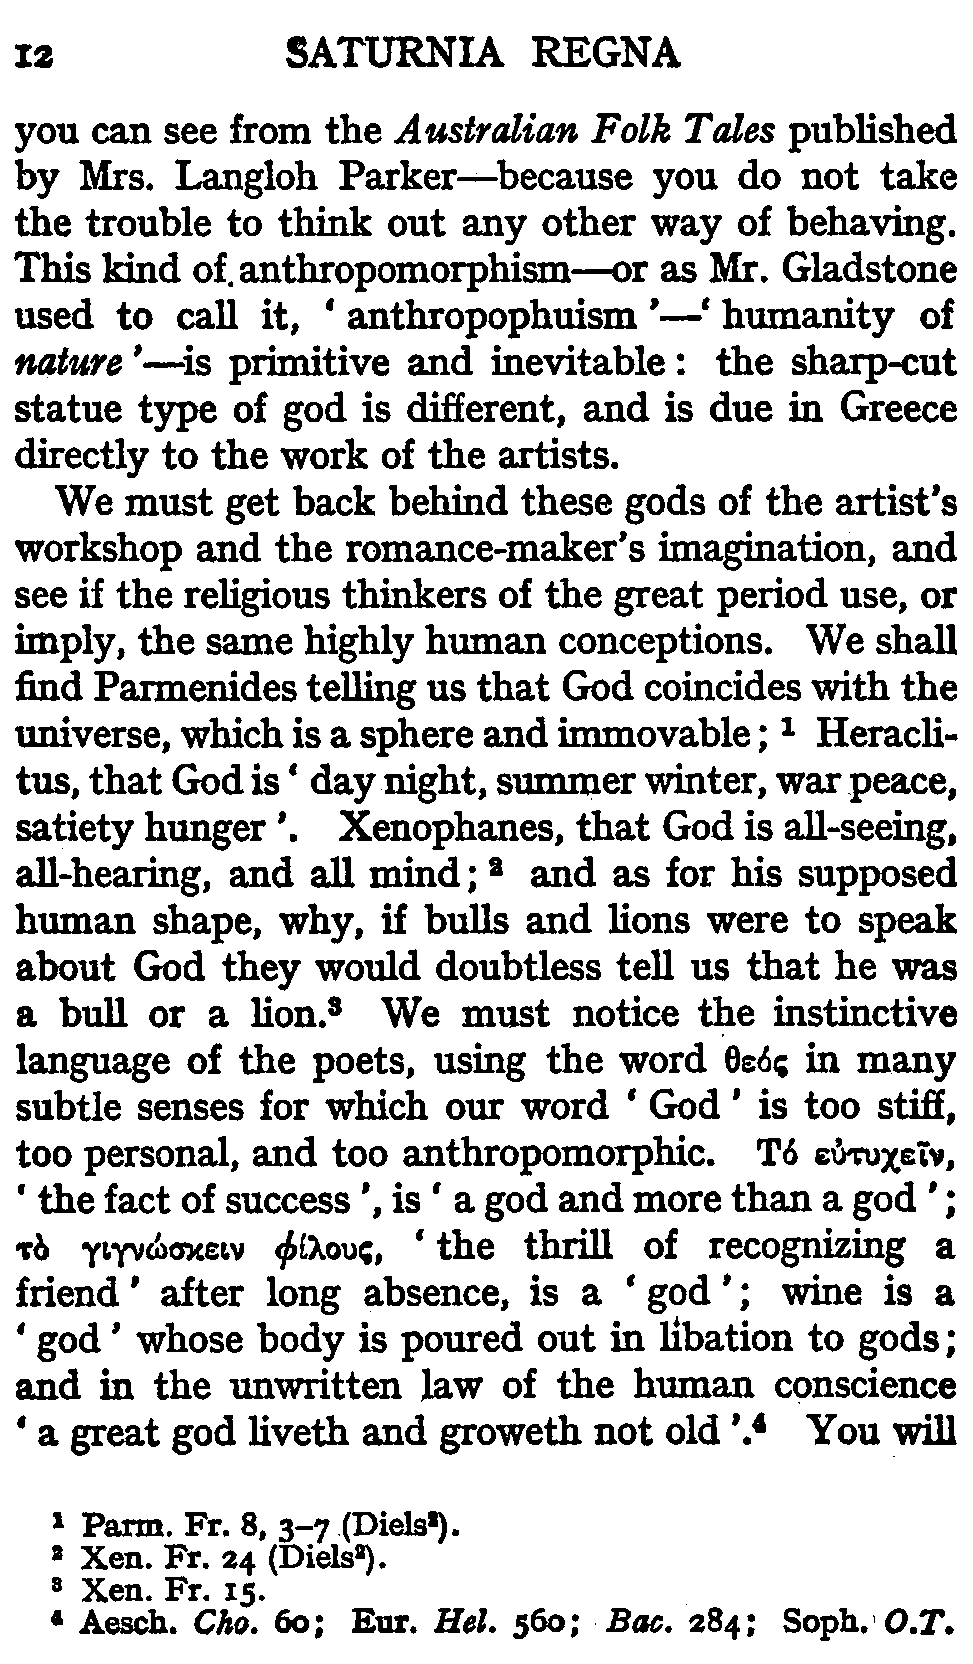 12 SATURNIA REGNA
you can see from the Australian Folk Tales published
by Mrs. Langloh Parker—because you do not take
the trouble to think out any other way of behaving.
This kind of anthropomorphism—or as Mr. Gladstone
used to call it, ‘ anthropophuism ’—‘ humanity of
nature ’—is primitive and inevitable : the sharp-cut
statue type of god is different, and is due in Greece
directly to the work of the artists.
We must get back behind these gods of the artist’s
workshop and the romance-maker’s imagination, and
see if the religious thinkers of the great period use, or
imply, the same highly human conceptions. We shall
find Parmenides telling us that God coincides with the
universe, which is a sphere and immovable ; ¹ Heracli-
tus, that God is ‘ day night, summer winter, war peace,
satiety hunger ’. Xenophanes, that God is all-seeing,
all-hearing, and all mind ; ² and as for his supposed
human shape, why, if bulls and lions were to speak
about God they would doubtless tell us that he was
a bull or a lion.³ We must notice the instinctive
language of the poets, using the word θεός in many
subtle senses for which our word ‘ God ’ is too stiff,
too personal, and too anthropomorphic. Τό εὐτυχεῖν,
‘ the fact of success ’, is ‘ a god and more than a god ’ ;
τὸ γιγνώσκειν φίλους, ‘ the thrill of recognizing a
friend ’ after long absence, is a ‘ god ’ ; wine is a
‘ god ’ whose body is poured out in libation to gods ;
and in the unwritten law of the human conscience
‘ a great god liveth and groweth not old ’.⁴ You will
¹ Parm. Fr. 8, 3–7 (Diels²).
² Xen. Fr. 24 (Diels²).
³ Xen. Fr. 15.
⁴ Aesch. Cho. 60 ; Eur. Hel. 560 ; Bac. 284 ; Soph. O.T.